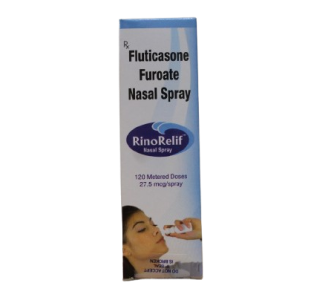 Rx
Fluticasone
Furoate
Nasal Spray
RinoRelif
Nasal Spray
120 Metered Doses
27.5 mcg/spray